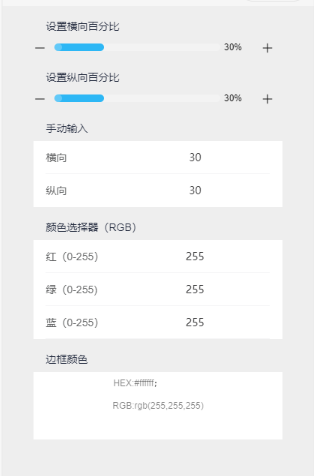 设置横向百分比
— 30% +
设置纵向百分比
— 30% +
手动输入
横向 30
纵向 30
颜色选择器（RGB）
红（0-255） 255
绿（0-255） 255
蓝（0-255） 255
边框颜色
HEX:#ffffff;
RGB:rgb(255,255,255)